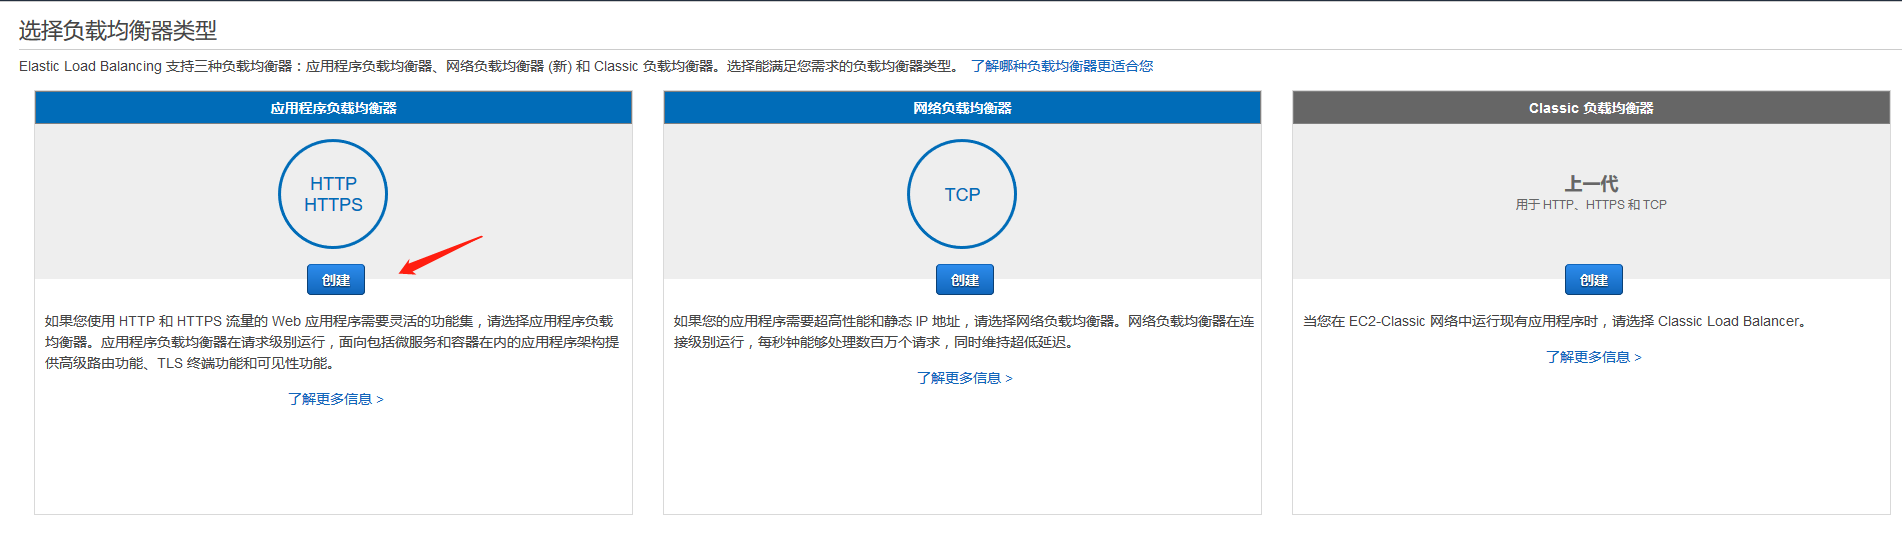 选择负载均衡器类型
Elastic Load Balancing 支持三种负载均衡器：应用程序负载均衡器、网络负载均衡器 (新) 和 Classic 负载均衡器。选择能满足您需求的负载均衡器类型。 了解哪种负载均衡器更适合您
应用程序负载均衡器
HTTP
HTTPS
创建
如果您使用 HTTP 和 HTTPS 流量的 Web 应用程序需要灵活的功能集，请选择应用程序负载
均衡器。应用程序负载均衡器在请求级别运行，面向包括微服务和容器在内的应用程序架构提
供高级路由功能、TLS 终端功能和可见性功能。
了解更多信息 >
网络负载均衡器
TCP
创建
如果您的应用程序需要超高性能和静态 IP 地址，请选择网络负载均衡器。网络负载均衡器在连
接级别运行，每秒钟能够处理数百万个请求，同时维持超低延迟。
了解更多信息 >
Classic 负载均衡器
上一代
用于 HTTP、HTTPS 和 TCP
创建
当您在 EC2-Classic 网络中运行现有应用程序时，请选择 Classic Load Balancer。
了解更多信息 >